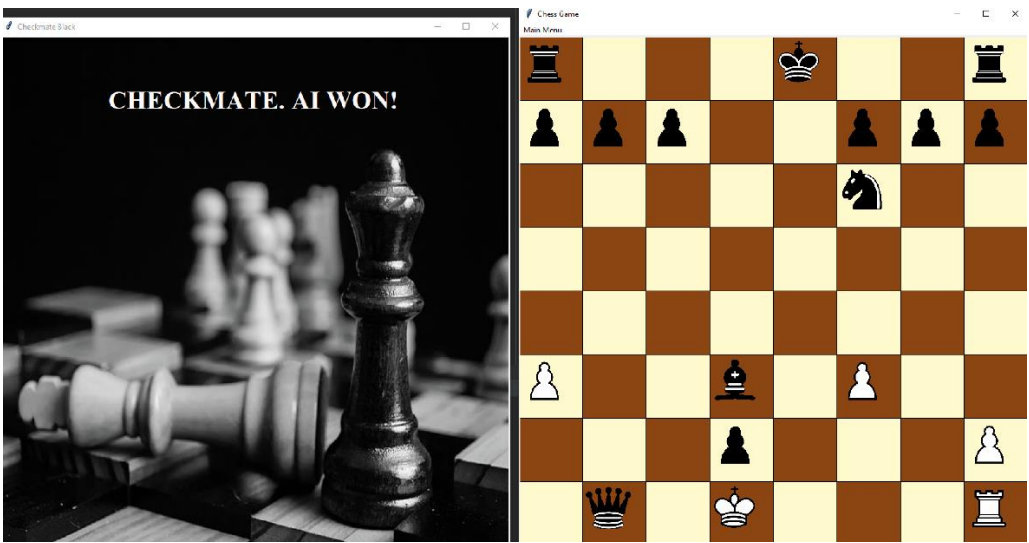 Checkmate Black
CHECKMATE. AI WON!
Chess Game
Main Menu